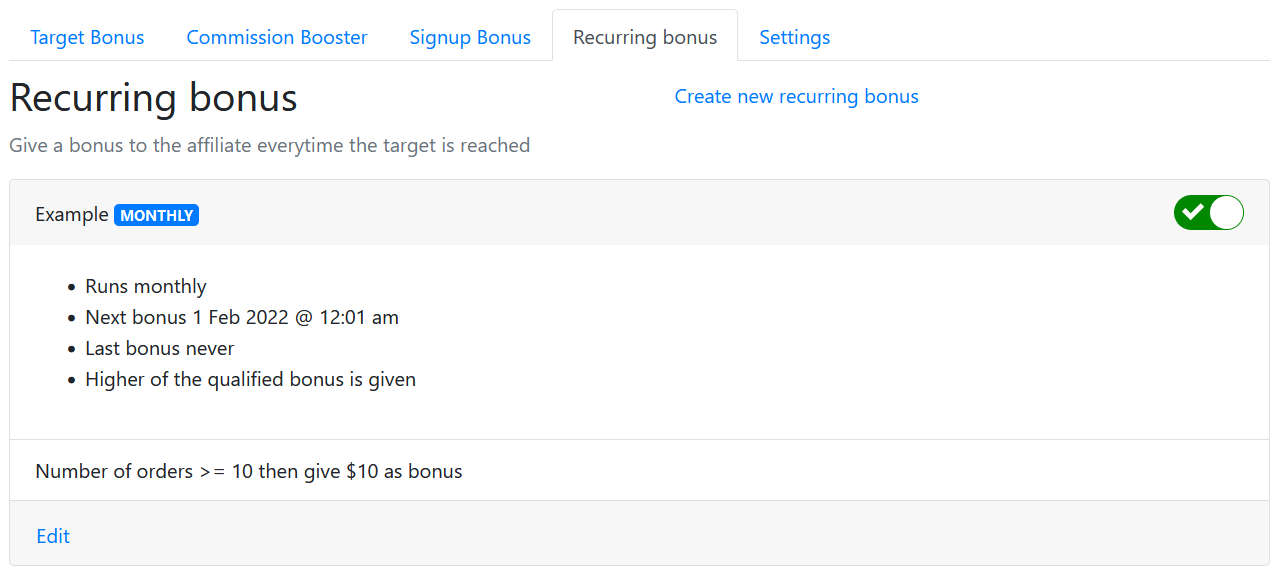 Target Bonus Commission Booster Signup Bonus Recurring bonus Settings
Recurring bonus
Create new recurring bonus
Give a bonus to the affiliate everytime the target is reached
Example MONTHLY
Runs monthly
Next bonus 1 Feb 2022 @ 12:01 am
Last bonus never
Higher of the qualified bonus is given
Number of orders >= 10 then give $10 as bonus
Edit